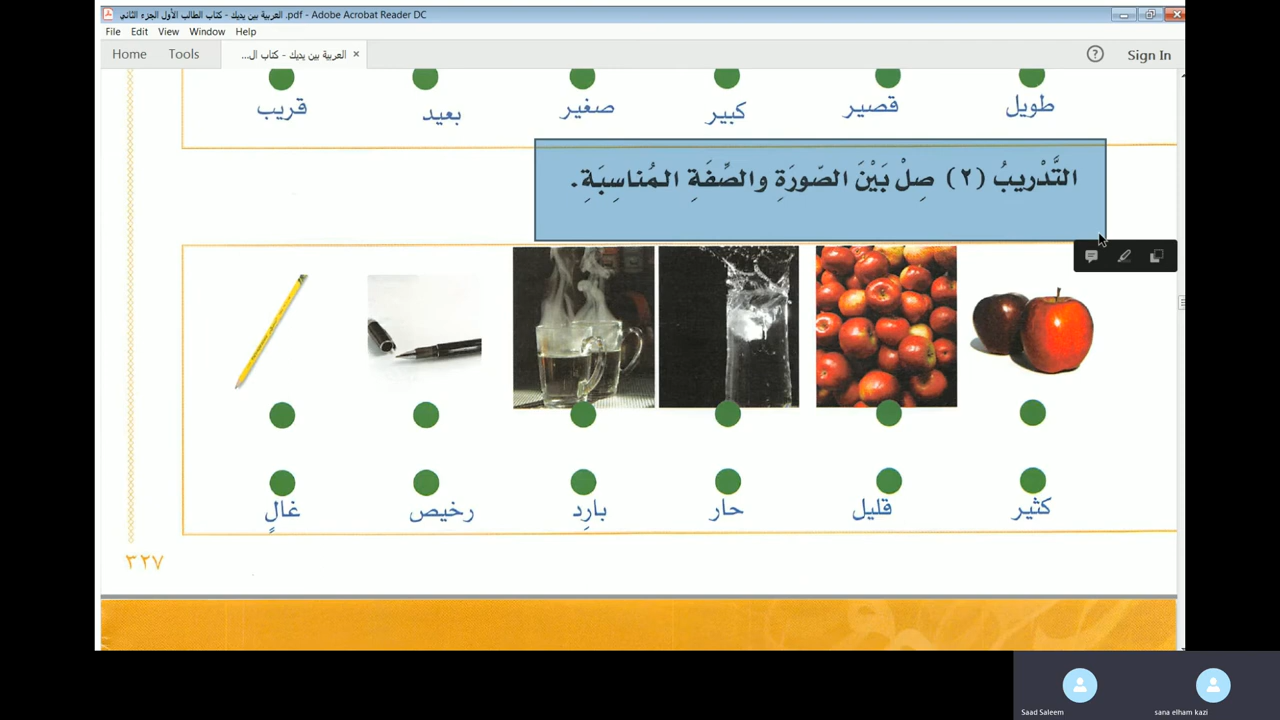 العربية بين يديك - كتاب الطالب الأول الجزء الثاني .pdf - Adobe Acrobat Reader DC
File Edit View Window Help
Home Tools العربية بين يديك - كتاب ال... × ? Sign In
طويل قصير كبير صغير بعيد قريب
التَّدْريبُ (٢) صِلْ بَيْنَ الصّورَةِ والصِّفَةِ المُناسِبَةِ.
كثير قليل حار بارِد رخيص غالٍ
٣٢٧
Saad Saleem sana elham kazi